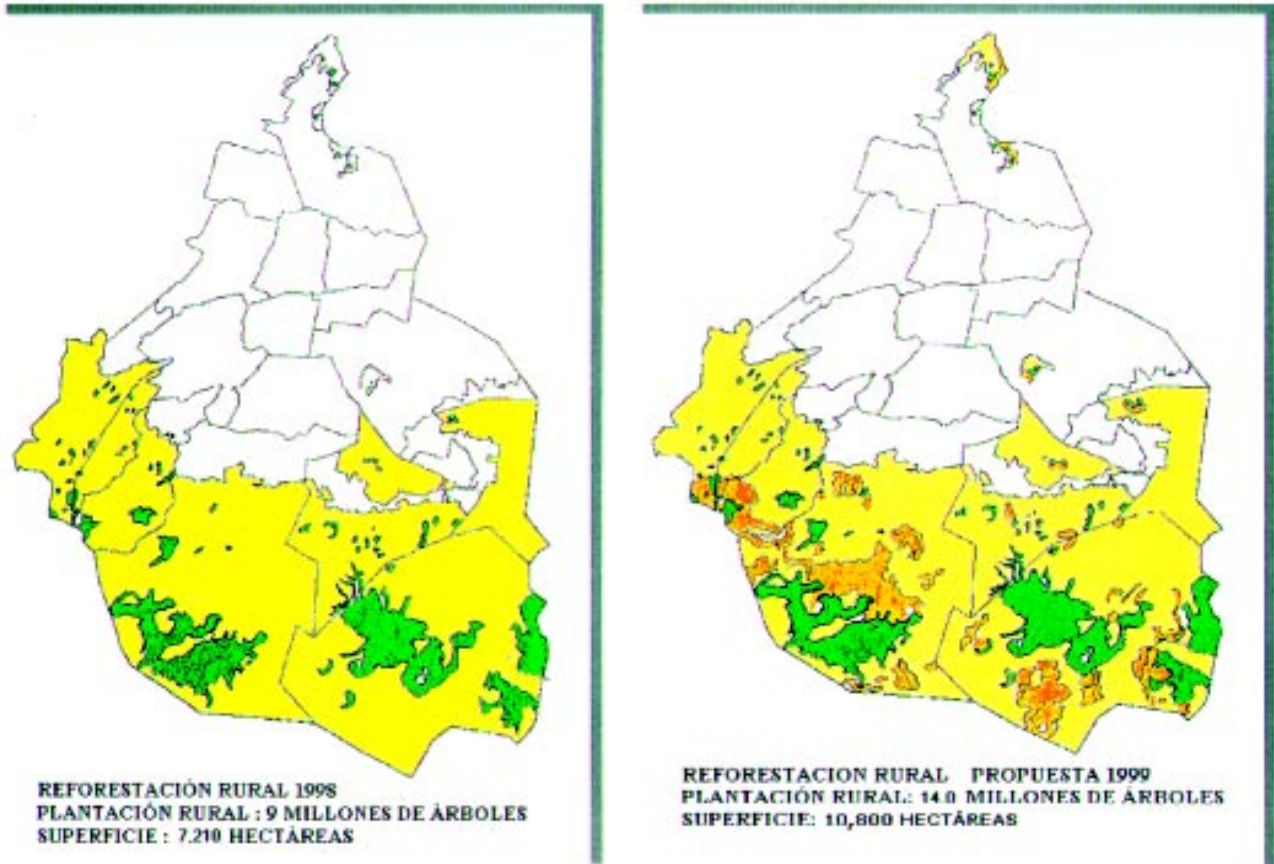 REFORESTACIÓN RURAL 1998
PLANTACIÓN RURAL : 9 MILLONES DE ÁRBOLES
SUPERFICIE : 7.210 HECTÁREAS
REFORESTACION RURAL PROPUESTA 1999
PLANTACIÓN RURAL: 14.0 MILLONES DE ÁRBOLES
SUPERFICIE: 10,800 HECTÁREAS